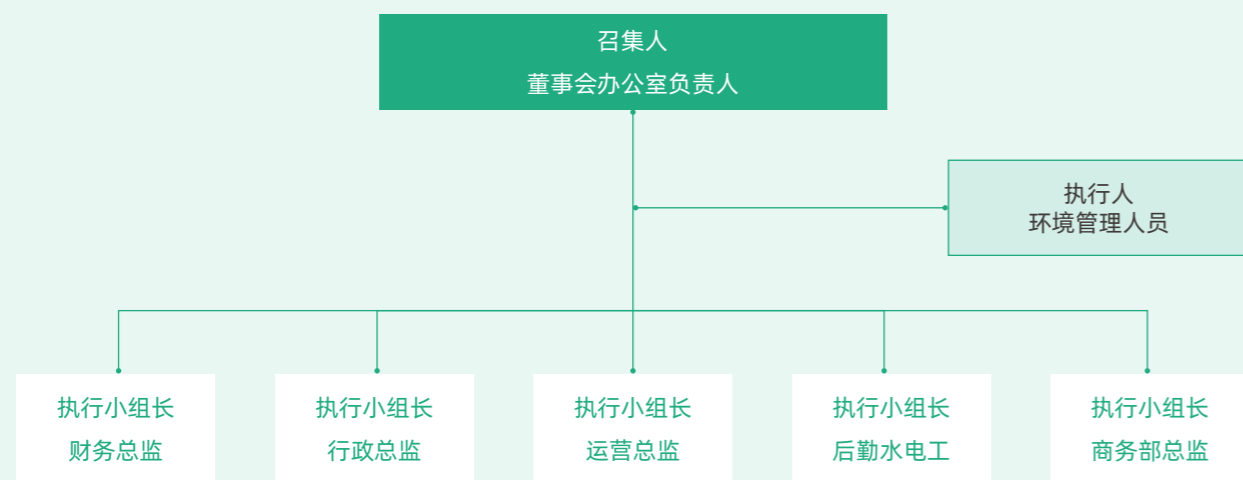 召集人
董事会办公室负责人
执行人
环境管理人员
执行小组长
财务总监
执行小组长
行政总监
执行小组长
运营总监
执行小组长
后勤水电工
执行小组长
商务部总监